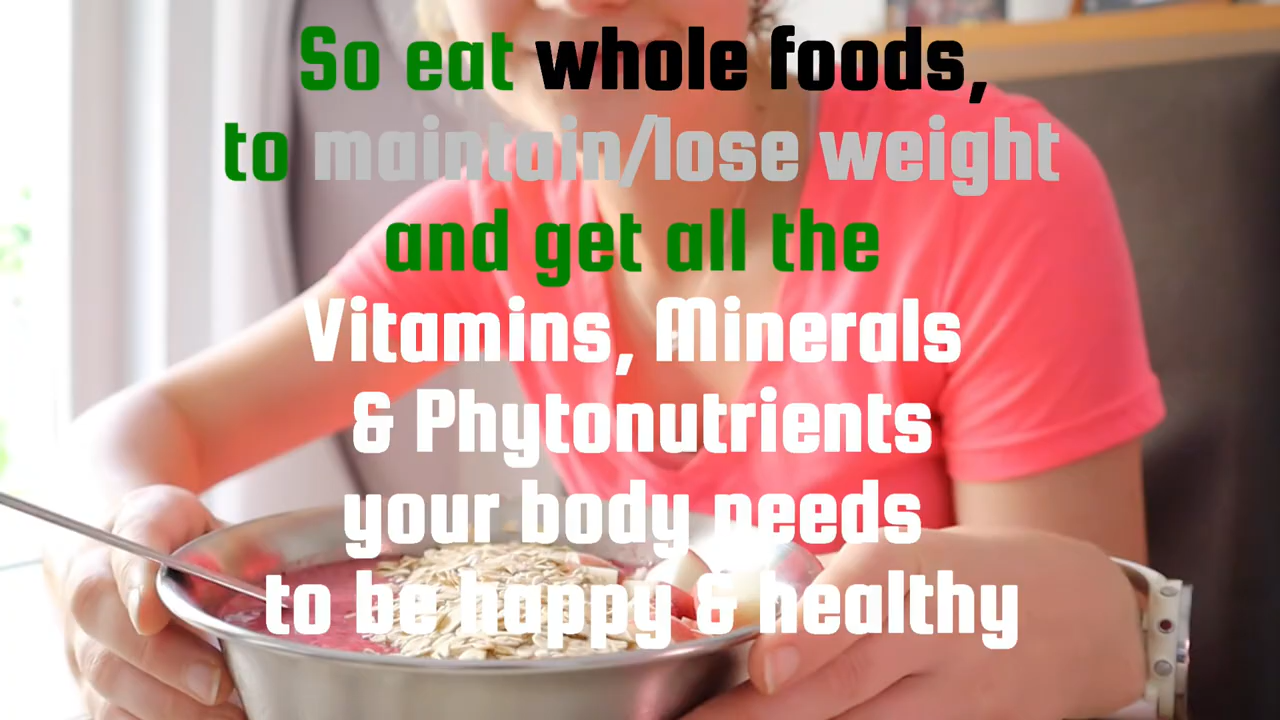 So eat whole foods,
to maintain/lose weight
and get all the
Vitamins, Minerals
& Phytonutrients
your body needs
to be happy & healthy